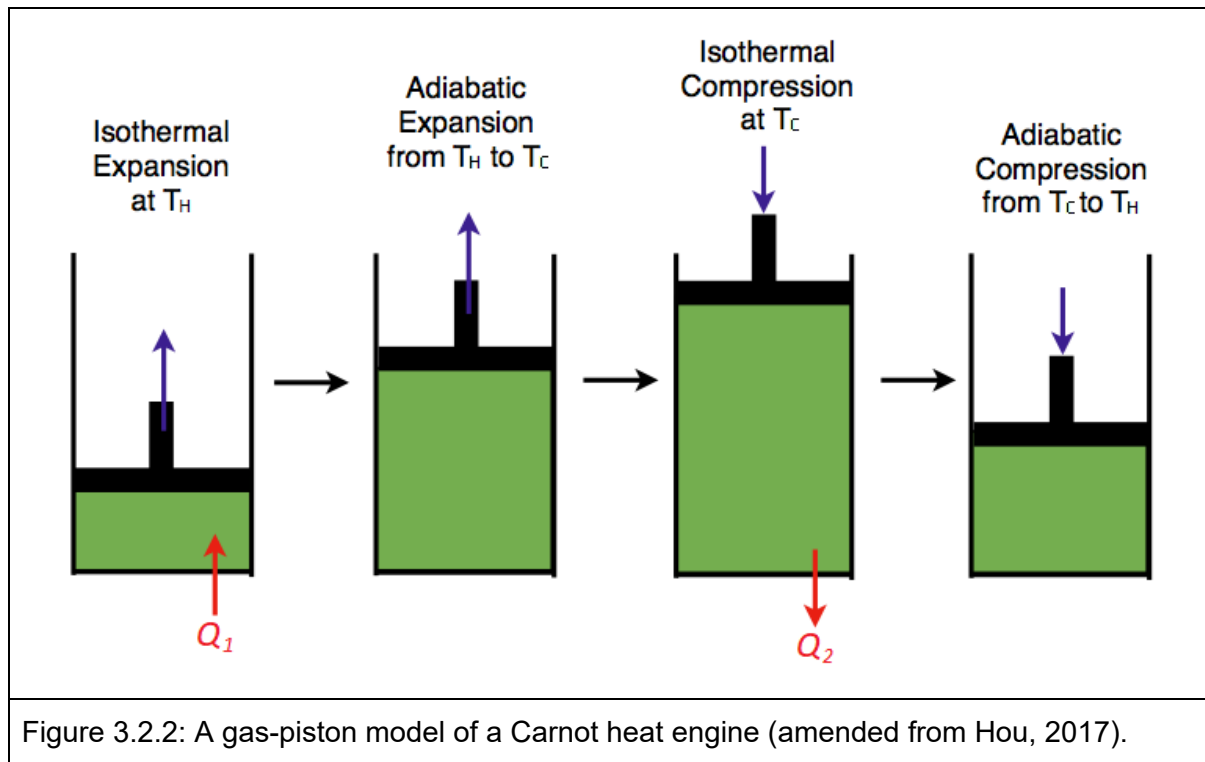 Isothermal
Expansion
at TH
Adiabatic
Expansion
from TH to TC
Isothermal
Compression
at TC
Adiabatic
Compression
from TC to TH
Q1
Q2
Figure 3.2.2: A gas-piston model of a Carnot heat engine (amended from Hou, 2017).